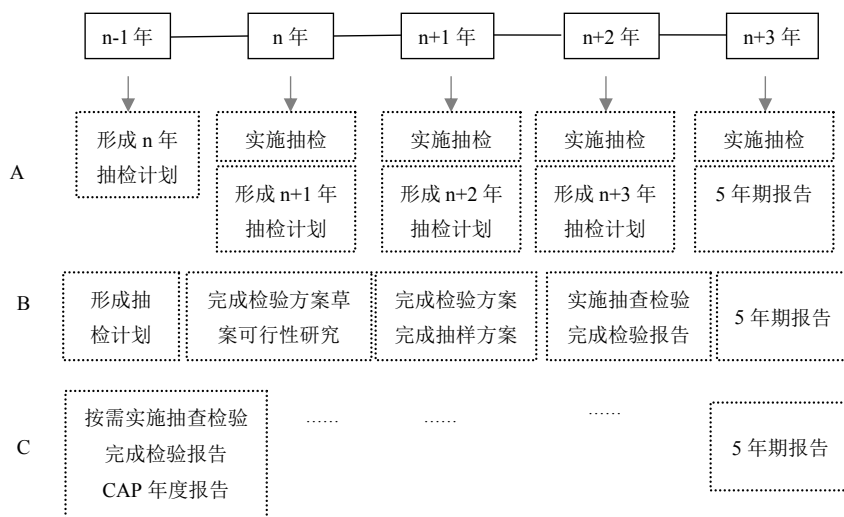 n-1 年 n 年 n+1 年 n+2 年 n+3 年
A
形成 n 年
抽检计划
实施抽检
形成 n+1 年
抽检计划
实施抽检
形成 n+2 年
抽检计划
实施抽检
形成 n+3 年
抽检计划
实施抽检
5 年期报告
B
形成抽
检计划
完成检验方案草
案可行性研究
完成检验方案
完成抽样方案
实施抽查检验
完成检验报告
5 年期报告
C
按需实施抽查检验
完成检验报告
CAP 年度报告
……
……
……
5 年期报告